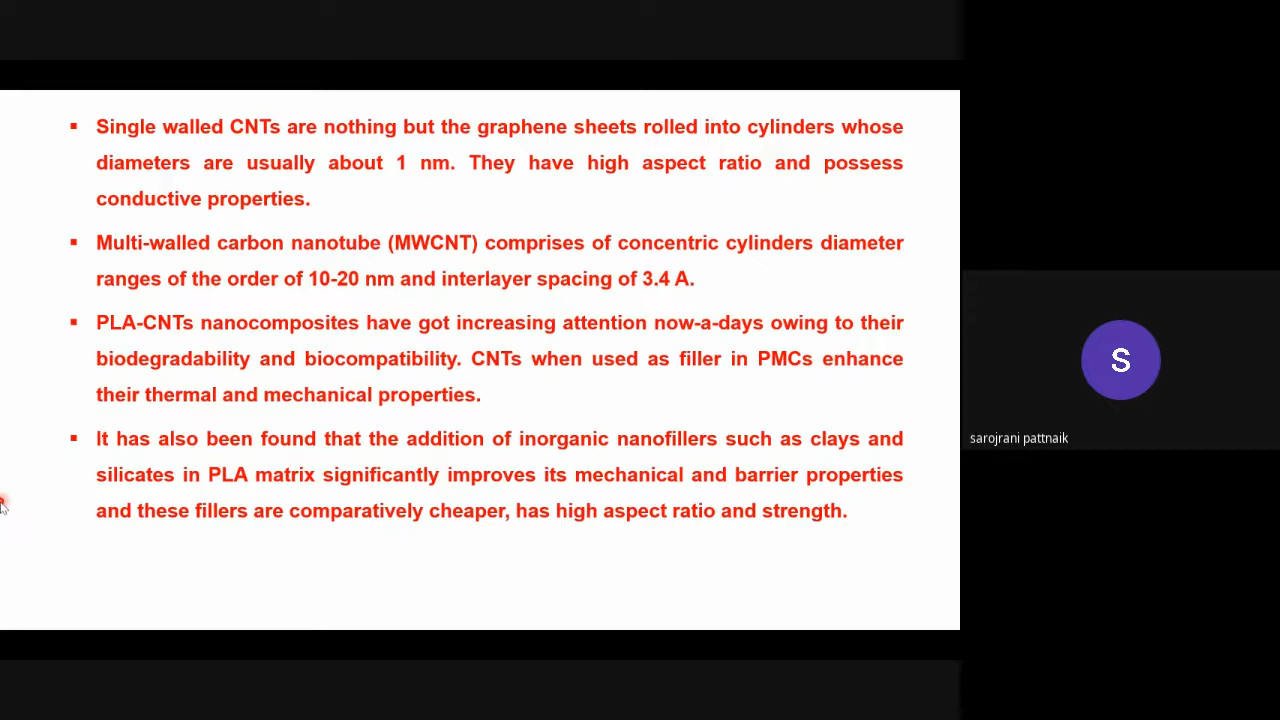 ▪ Single walled CNTs are nothing but the graphene sheets rolled into cylinders whose
diameters are usually about 1 nm. They have high aspect ratio and possess
conductive properties.
▪ Multi-walled carbon nanotube (MWCNT) comprises of concentric cylinders diameter
ranges of the order of 10-20 nm and interlayer spacing of 3.4 A.
▪ PLA-CNTs nanocomposites have got increasing attention now-a-days owing to their
biodegradability and biocompatibility. CNTs when used as filler in PMCs enhance
their thermal and mechanical properties.
▪ It has also been found that the addition of inorganic nanofillers such as clays and
silicates in PLA matrix significantly improves its mechanical and barrier properties
and these fillers are comparatively cheaper, has high aspect ratio and strength.
S
sarojrani pattnaik